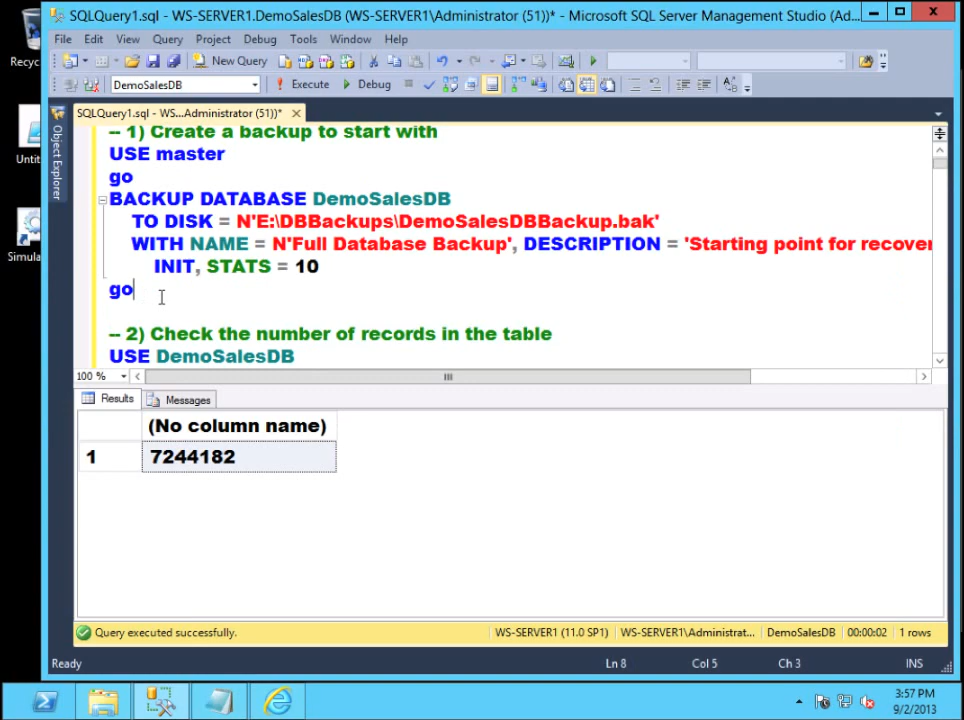 SQLQuery1.sql - WS-SERVER1.DemoSalesDB (WS-SERVER1\Administrator (51))* - Microsoft SQL Server Management Studio (Ad...
Recyc
File Edit View Query Project Debug Tools Window Help
New Query
DemoSalesDB Execute Debug
SQLQuery1.sql - WS...Administrator (51))*
Object Explorer
Untit
Simula
-- 1) Create a backup to start with
USE master
go
BACKUP DATABASE DemoSalesDB
TO DISK = N'E:\DBBackups\DemoSalesDBBackup.bak'
WITH NAME = N'Full Database Backup', DESCRIPTION = 'Starting point for recover
INIT, STATS = 10
go
-- 2) Check the number of records in the table
USE DemoSalesDB
100 %
Results Messages
(No column name)
1 7244182
Query executed successfully. WS-SERVER1 (11.0 SP1) WS-SERVER1\Administrat... DemoSalesDB 00:00:02 1 rows
Ready Ln 8 Col 5 Ch 3 INS
3:57 PM
9/2/2013